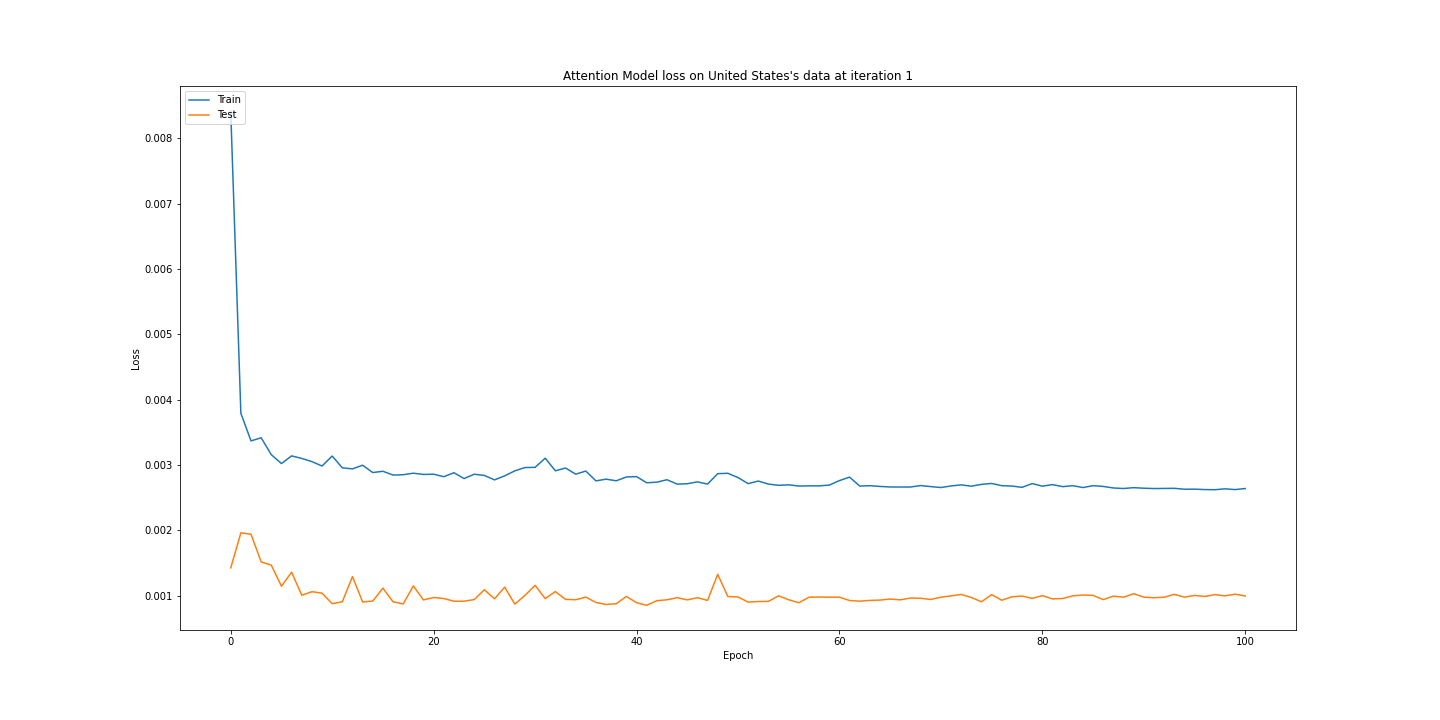 Attention Model loss on United States's data at iteration 1
Train
Test
0.008
0.007
0.006
0.005
0.004
0.003
0.002
0.001
Loss
0 20 40 60 80 100
Epoch